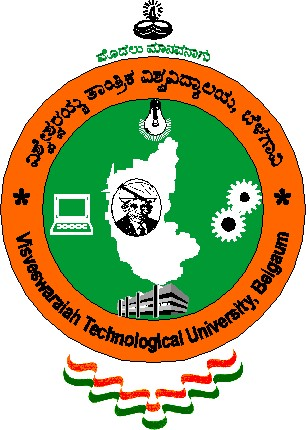 ಮೊದಲು ಮಾನವನಾಗು
ವಿಶ್ವೇಶ್ವರಯ್ಯ ತಾಂತ್ರಿಕ ವಿಶ್ವವಿದ್ಯಾಲಯ, ಬೆಳಗಾವಿ
Visveswaraiah Technological University, Belgaum